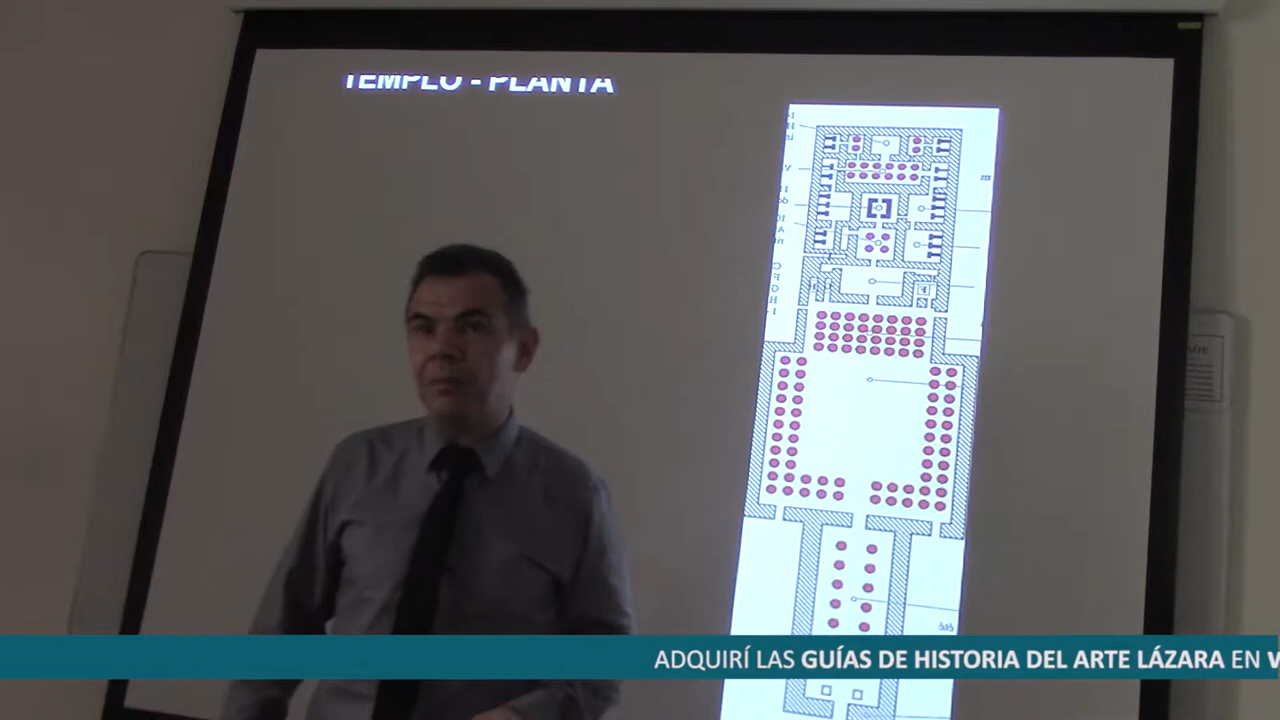 TEMPLO - PLANTA
ADQUIRÍ LAS GUÍAS DE HISTORIA DEL ARTE LÁZARA EN